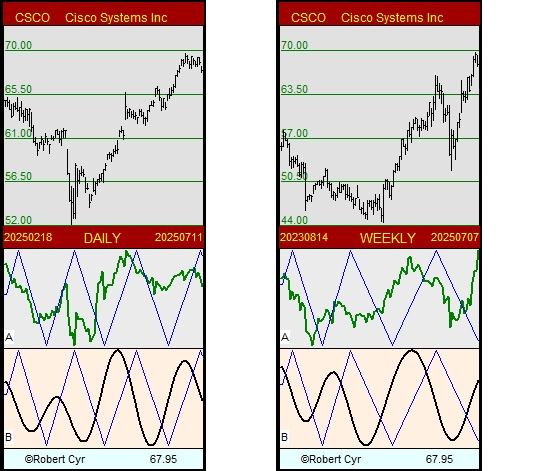 CSCO Cisco Systems Inc
70.00
65.50
61.00
56.50
52.00
20250218 DAILY 20250711
A
B
©Robert Cyr 67.95
CSCO Cisco Systems Inc
70.00
63.50
57.00
50.50
44.00
20230814 WEEKLY 20250707
A
B
©Robert Cyr 67.95